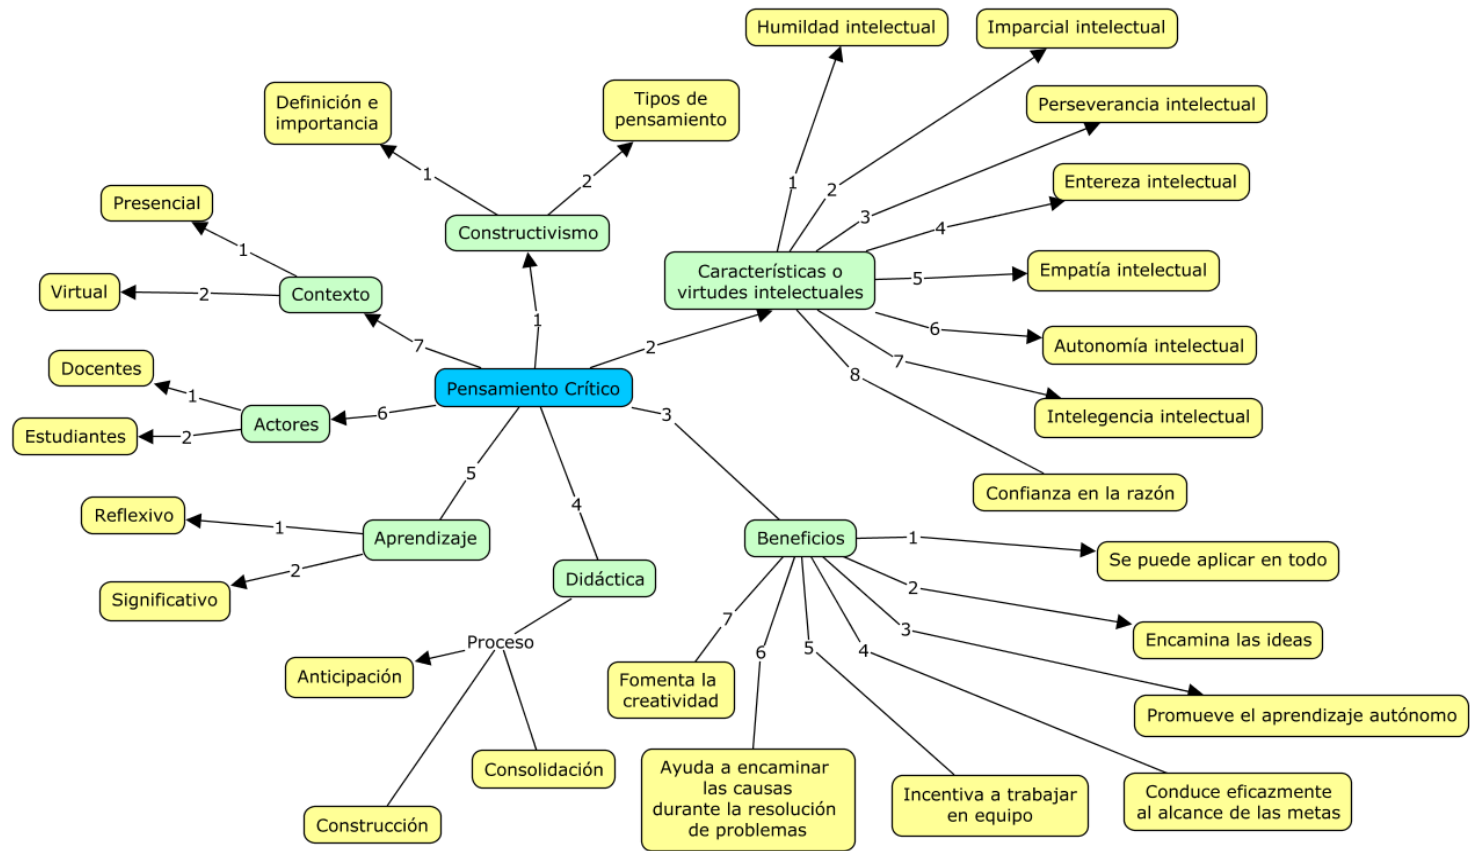 Humildad intelectual
Imparcial intelectual
Definición e
importancia
Tipos de
pensamiento
Perseverancia intelectual
1
2
1
2
3
Entereza intelectual
Presencial
Constructivismo
4
1
Características o
virtudes intelectuales
5
Empatía intelectual
Virtual
2
Contexto
1
6
Autonomía intelectual
7
2
7
8
Docentes
1
Pensamiento Crítico
Intelegencia intelectual
6
3
Actores
Estudiantes
2
5
Confianza en la razón
4
Reflexivo
1
Aprendizaje
Beneficios
1
Se puede aplicar en todo
2
Didáctica
2
Significativo
7
3
Encamina las ideas
Proceso
6
5
4
Anticipación
Fomenta la
creatividad
Promueve el aprendizaje autónomo
Consolidación
Ayuda a encaminar
las causas
durante la resolución
de problemas
Incentiva a trabajar
en equipo
Conduce eficazmente
al alcance de las metas
Construcción